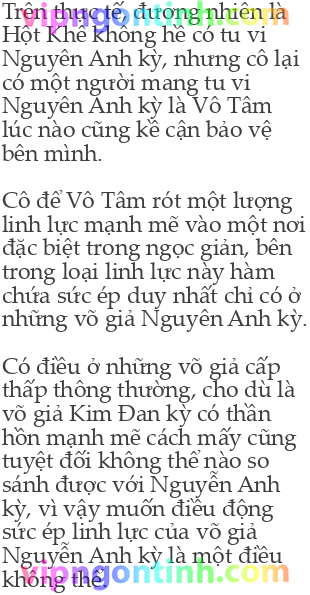 Trên thực tế, đương nhiên là
Hột Khê không hề có tu vi
Nguyên Anh kỳ, nhưng cô lại
có một người mang tu vi
Nguyên Anh kỳ là Vô Tâm
lúc nào cũng kề cận bảo vệ
bên mình.

Cô để Vô Tâm rót một lượng
linh lực mạnh mẽ vào một nơi
đặc biệt trong ngọc giản, bên
trong loại linh lực này hàm
chứa sức ép duy nhất chỉ có ở
những võ giả Nguyên Anh kỳ.

Có điều ở những võ giả cấp
thấp thông thường, cho dù là
võ giả Kim Đan kỳ có thần
hồn mạnh mẽ cách mấy cũng
tuyệt đối không thể nào so
sánh được với Nguyễn Anh
kỳ, vì vậy muốn điều động
sức ép linh lực của võ giả
Nguyễn Anh kỳ là một điều
không thể.
vipngontinh.com
vipngontinh.com